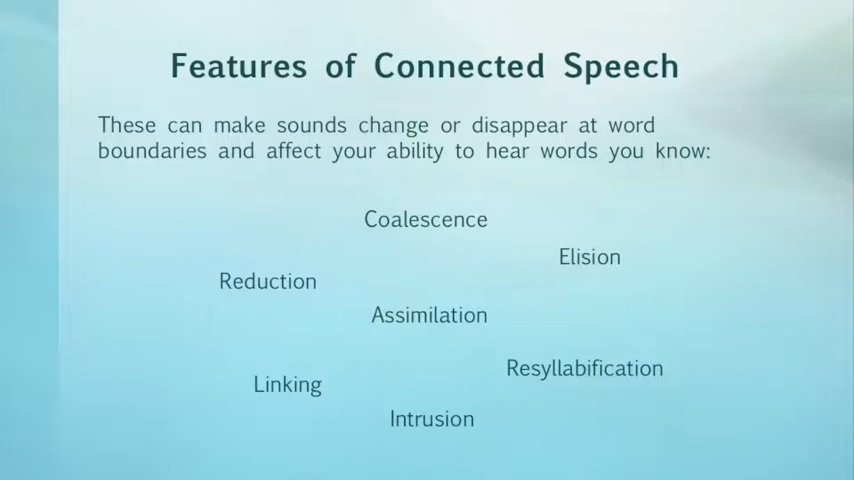 Features of Connected Speech
These can make sounds change or disappear at word
boundaries and affect your ability to hear words you know:
Coalescence
Elision
Reduction
Assimilation
Resyllabification
Linking
Intrusion